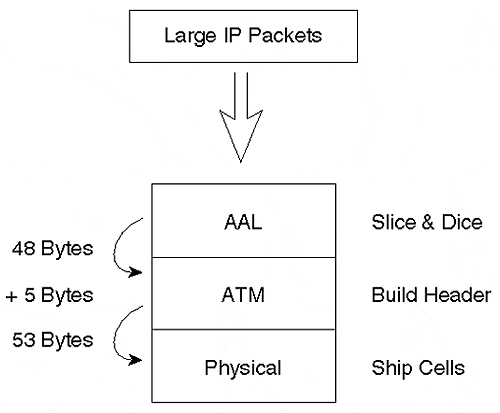 Large IP Packets
AAL
Slice & Dice
48 Bytes
+ 5 Bytes
ATM
Build Header
53 Bytes
Physical
Ship Cells